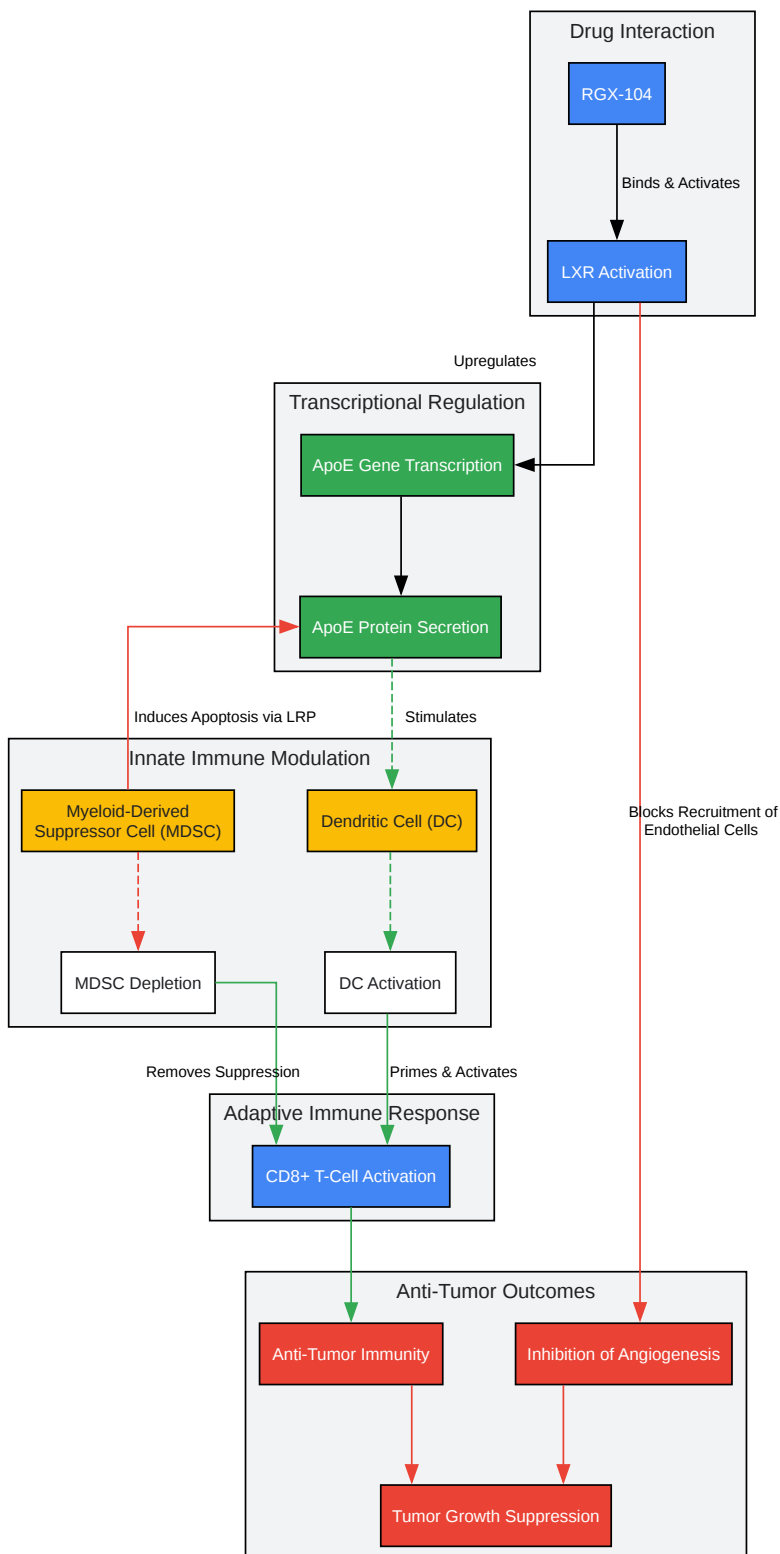 Drug Interaction
RGX-104
Binds & Activates
LXR Activation
Upregulates
Transcriptional Regulation
ApoE Gene Transcription
ApoE Protein Secretion
Induces Apoptosis via LRP
Stimulates
Innate Immune Modulation
Myeloid-Derived
Suppressor Cell (MDSC)
Dendritic Cell (DC)
Blocks Recruitment of
Endothelial Cells
MDSC Depletion
DC Activation
Removes Suppression
Primes & Activates
Adaptive Immune Response
CD8+ T-Cell Activation
Anti-Tumor Outcomes
Anti-Tumor Immunity
Inhibition of Angiogenesis
Tumor Growth Suppression